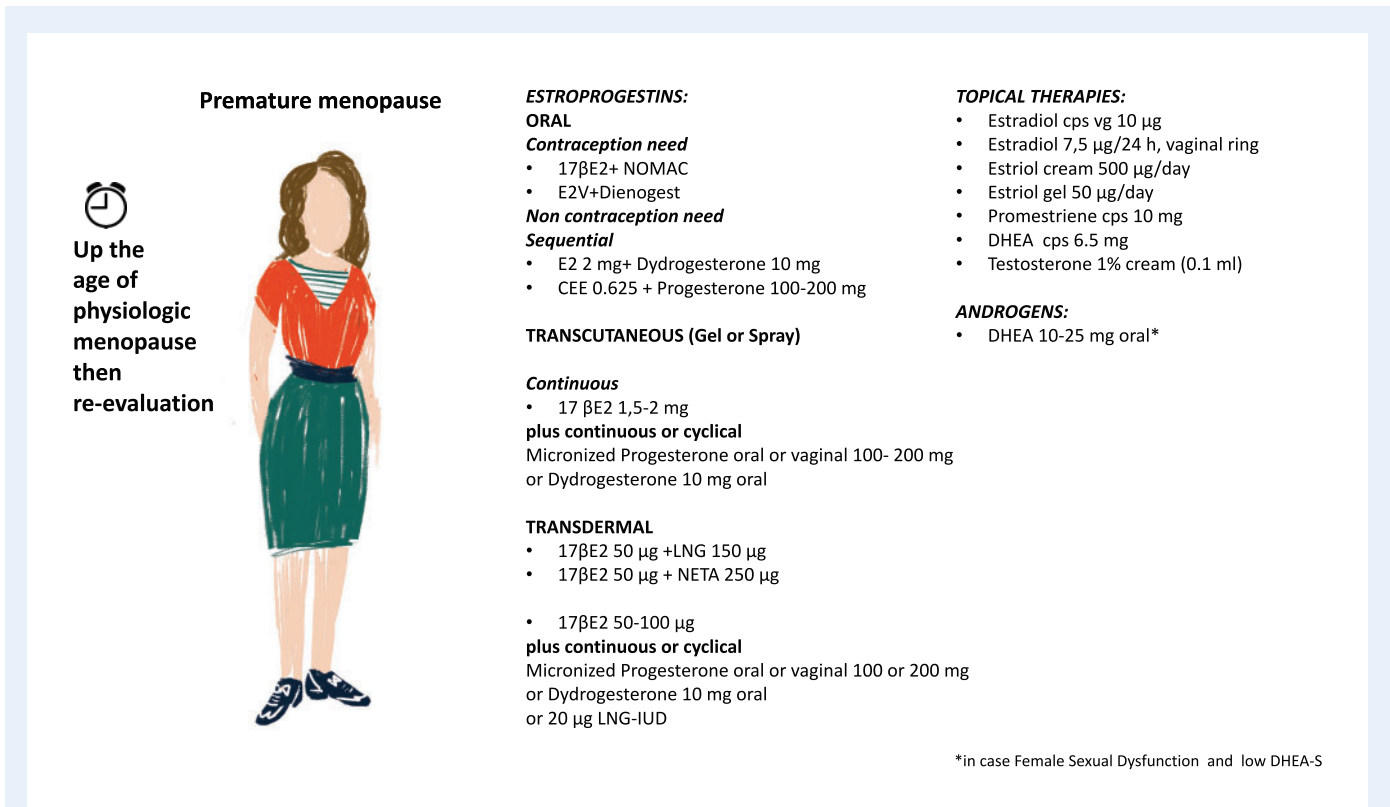 Premature menopause
Up the
age of
physiologic
menopause
then
re-evaluation
ESTROPROGESTINS:
ORAL
Contraception need
• 17βE2+ NOMAC
• E2V+Dienogest
Non contraception need
Sequential
• E2 2 mg+ Dydrogesterone 10 mg
• CEE 0.625 + Progesterone 100-200 mg
TRANSCUTANEOUS (Gel or Spray)
Continuous
• 17 βE2 1,5-2 mg
plus continuous or cyclical
Micronized Progesterone oral or vaginal 100- 200 mg
or Dydrogesterone 10 mg oral
TRANSDERMAL
• 17βE2 50 µg +LNG 150 µg
• 17βE2 50 µg + NETA 250 µg
• 17βE2 50-100 µg
plus continuous or cyclical
Micronized Progesterone oral or vaginal 100 or 200 mg
or Dydrogesterone 10 mg oral
or 20 µg LNG-IUD
TOPICAL THERAPIES:
• Estradiol cps vg 10 µg
• Estradiol 7,5 µg/24 h, vaginal ring
• Estriol cream 500 µg/day
• Estriol gel 50 µg/day
• Promestriene cps 10 mg
• DHEA cps 6.5 mg
• Testosterone 1% cream (0.1 ml)
ANDROGENS:
• DHEA 10-25 mg oral*
*in case Female Sexual Dysfunction and low DHEA-S